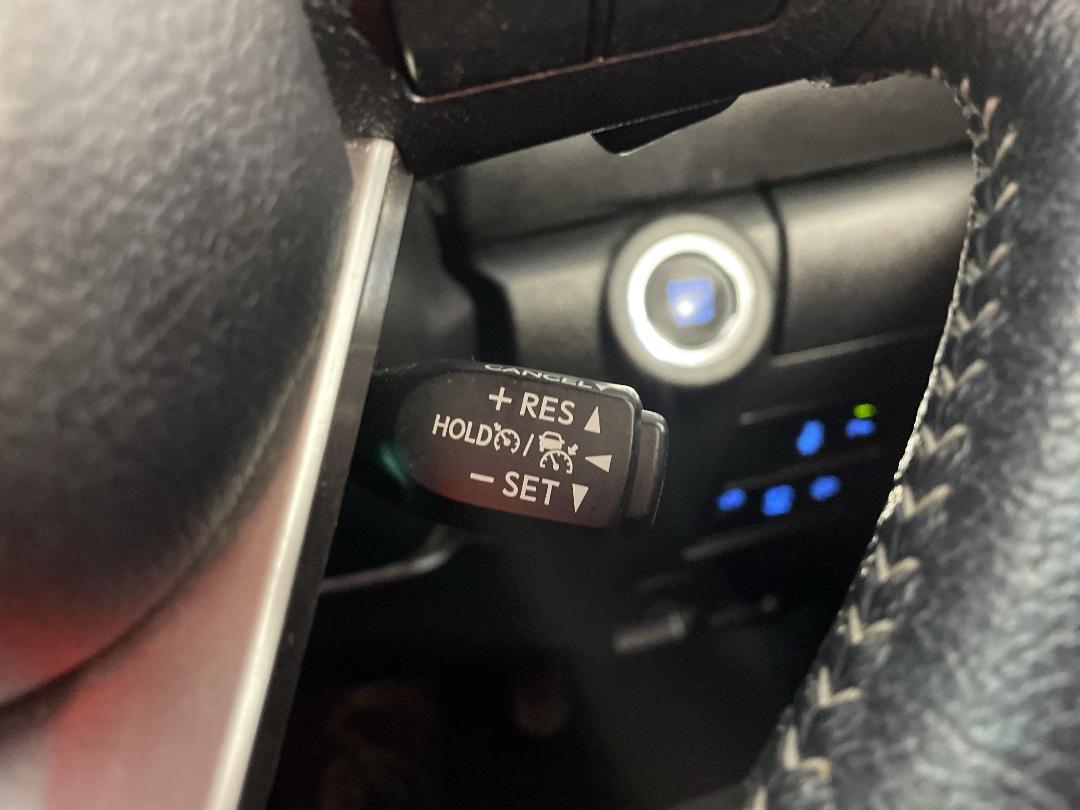 CANCEL
+ RES ▲
HOLD / ◀
− SET ▼